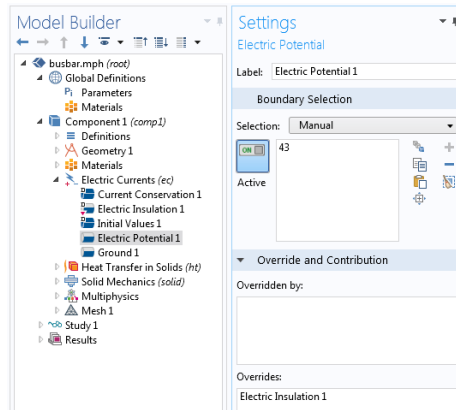 Model Builder
busbar.mph (root)
Global Definitions
Pi Parameters
Materials
Component 1 (comp1)
Definitions
Geometry 1
Materials
Electric Currents (ec)
Current Conservation 1
Electric Insulation 1
Initial Values 1
Electric Potential 1
Ground 1
Heat Transfer in Solids (ht)
Solid Mechanics (solid)
Multiphysics
Mesh 1
Study 1
Results
Settings
Electric Potential
Label: Electric Potential 1
Boundary Selection
Selection: Manual
ON
43
Active
Override and Contribution
Overridden by:
Overrides:
Electric Insulation 1